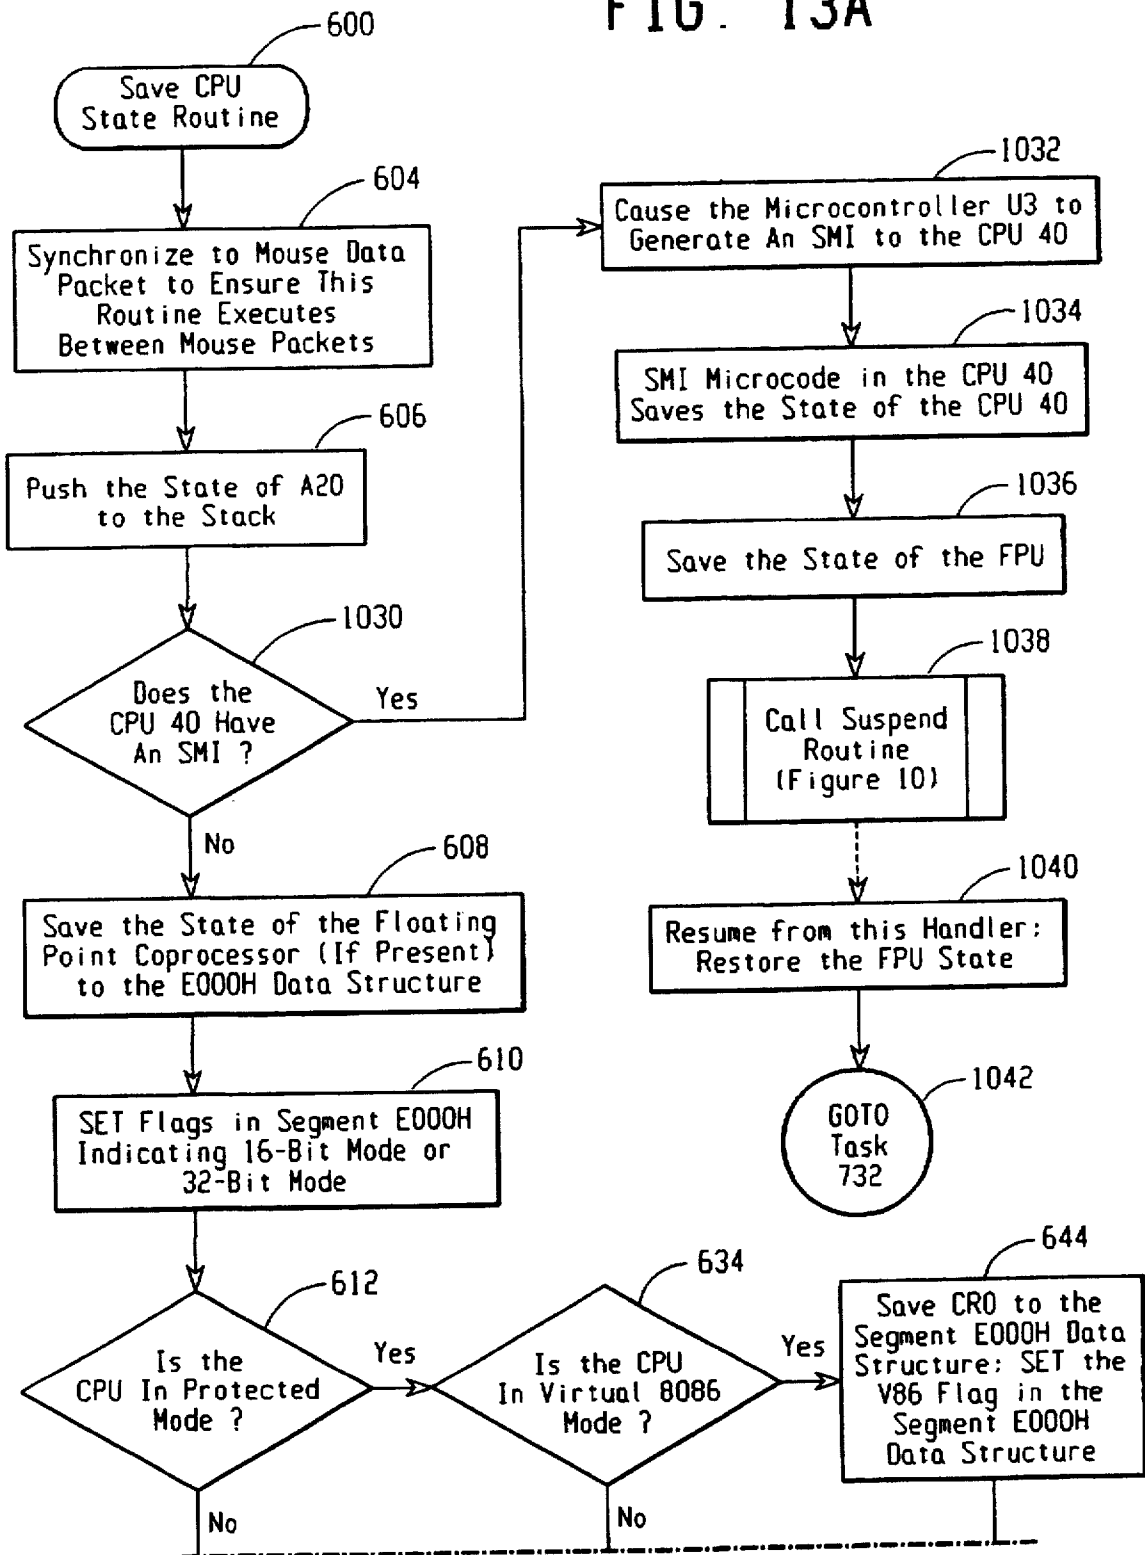 FIG. 13A
600
Save CPU
State Routine
604
Synchronize to Mouse Data
Packet to Ensure This
Routine Executes
Between Mouse Packets
606
Push the State of A20
to the Stack
1030
Does the
CPU 40 Have
An SMI ?
Yes
No
1032
Cause the Microcontroller U3 to
Generate An SMI to the CPU 40
1034
SMI Microcode in the CPU 40
Saves the State of the CPU 40
1036
Save the State of the FPU
1038
Call Suspend
Routine
(Figure 10)
1040
Resume from this Handler;
Restore the FPU State
1042
GOTO
Task
732
608
Save the State of the Floating
Point Coprocessor (If Present)
to the E000H Data Structure
610
SET Flags in Segment E000H
Indicating 16-Bit Mode or
32-Bit Mode
612
Is the
CPU In Protected
Mode ?
Yes
No
634
Is the CPU
In Virtual 8086
Mode ?
Yes
No
644
Save CR0 to the
Segment E000H Data
Structure; SET the
V86 Flag in the
Segment E000H
Data Structure